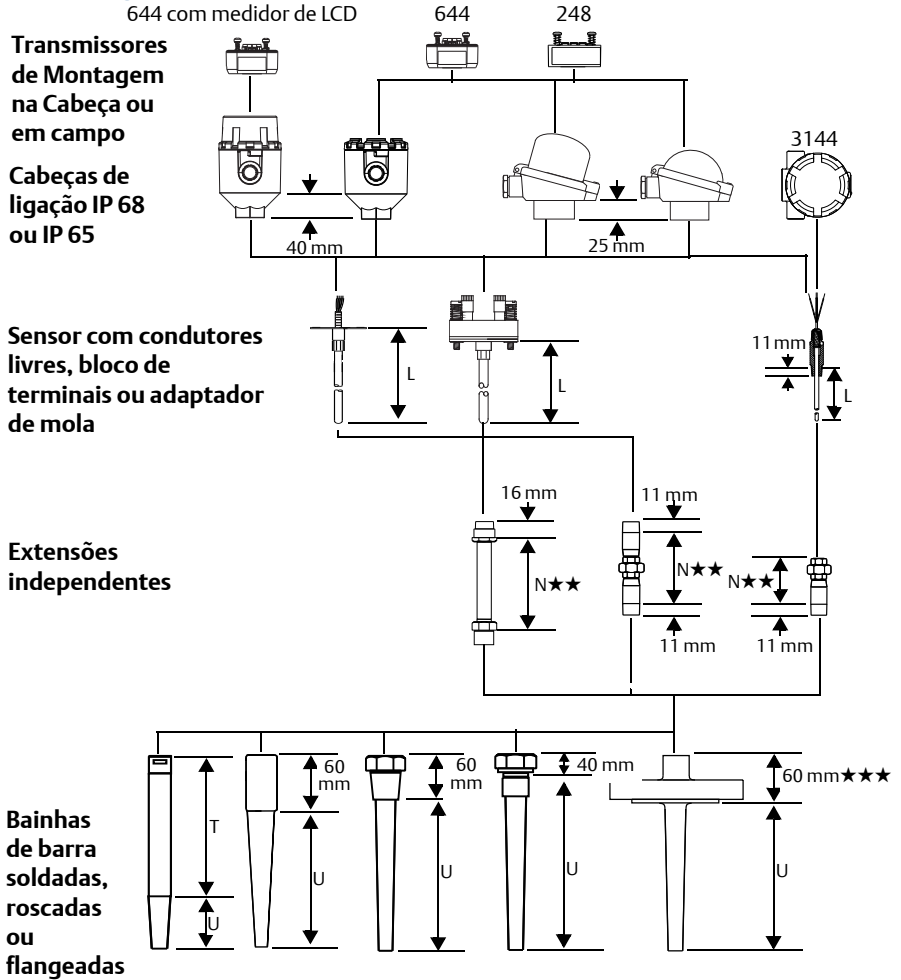 644 com medidor de LCD
644
248
Transmissores
de Montagem
na Cabeça ou
em campo
3144
Cabeças de
ligação IP 68
ou IP 65
40 mm
25 mm
Sensor com condutores
livres, bloco de
terminais ou adaptador
de mola
L
L
11 mm
L
16 mm
11 mm
Extensões
independentes
N★★
N★★
N★★
11 mm
11 mm
60
mm
60
mm
40 mm
60 mm★★★
Bainhas
de barra
soldadas,
roscadas
ou
flangeadas
T
U
U
U
U
U